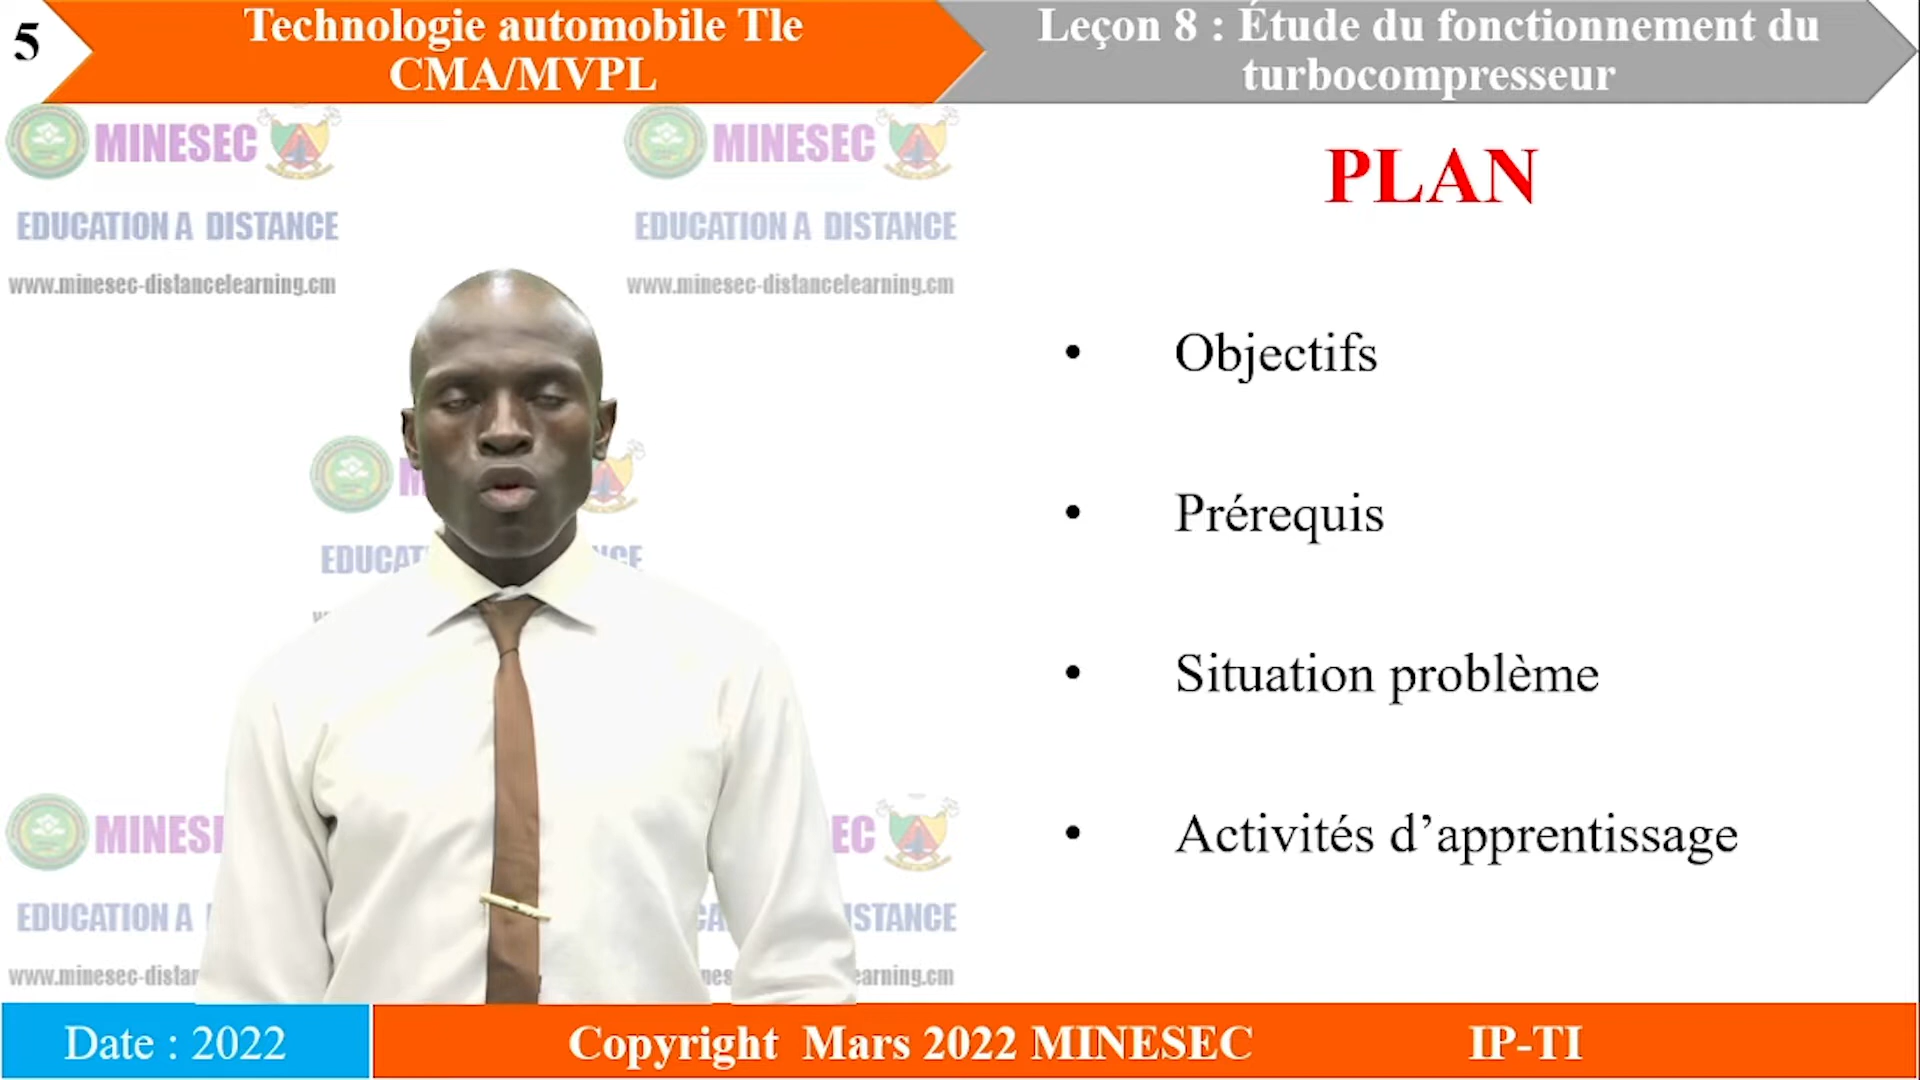 5
Technologie automobile Tle
CMA/MVPL
Leçon 8 : Étude du fonctionnement du
turbocompresseur
MINESEC
EDUCATION A DISTANCE
www.minesec-distancelearning.cm
MINESEC
EDUCATION A DISTANCE
www.minesec-distancelearning.cm
PLAN
• Objectifs
• Prérequis
• Situation problème
• Activités d’apprentissage
Date : 2022
Copyright Mars 2022 MINESEC
IP-TI